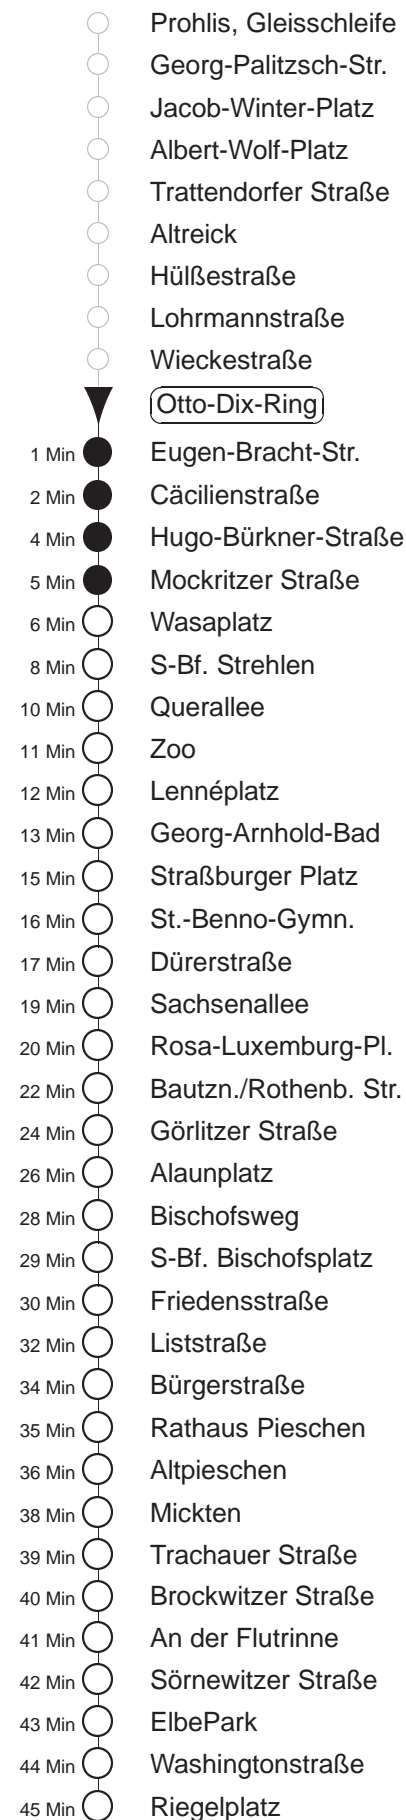 Prohlis, Gleisschleife
Georg-Palitzsch-Str.
Jacob-Winter-Platz
Albert-Wolf-Platz
Trattendorfer Straße
Altreick
Hülßestraße
Lohrmannstraße
Wieckestraße
Otto-Dix-Ring
1 Min Eugen-Bracht-Str.
2 Min Cäcilienstraße
4 Min Hugo-Bürkner-Straße
5 Min Mockritzer Straße
6 Min Wasaplatz
8 Min S-Bf. Strehlen
10 Min Querallee
11 Min Zoo
12 Min Lennéplatz
13 Min Georg-Arnhold-Bad
15 Min Straßburger Platz
16 Min St.-Benno-Gymn.
17 Min Dürerstraße
19 Min Sachsenallee
20 Min Rosa-Luxemburg-Pl.
22 Min Bautzn./Rothenb. Str.
24 Min Görlitzer Straße
26 Min Alaunplatz
28 Min Bischofsweg
29 Min S-Bf. Bischofsplatz
30 Min Friedensstraße
32 Min Liststraße
34 Min Bürgerstraße
35 Min Rathaus Pieschen
36 Min Altpieschen
38 Min Mickten
39 Min Trachauer Straße
40 Min Brockwitzer Straße
41 Min An der Flutrinne
42 Min Sörnewitzer Straße
43 Min ElbePark
44 Min Washingtonstraße
45 Min Riegelplatz